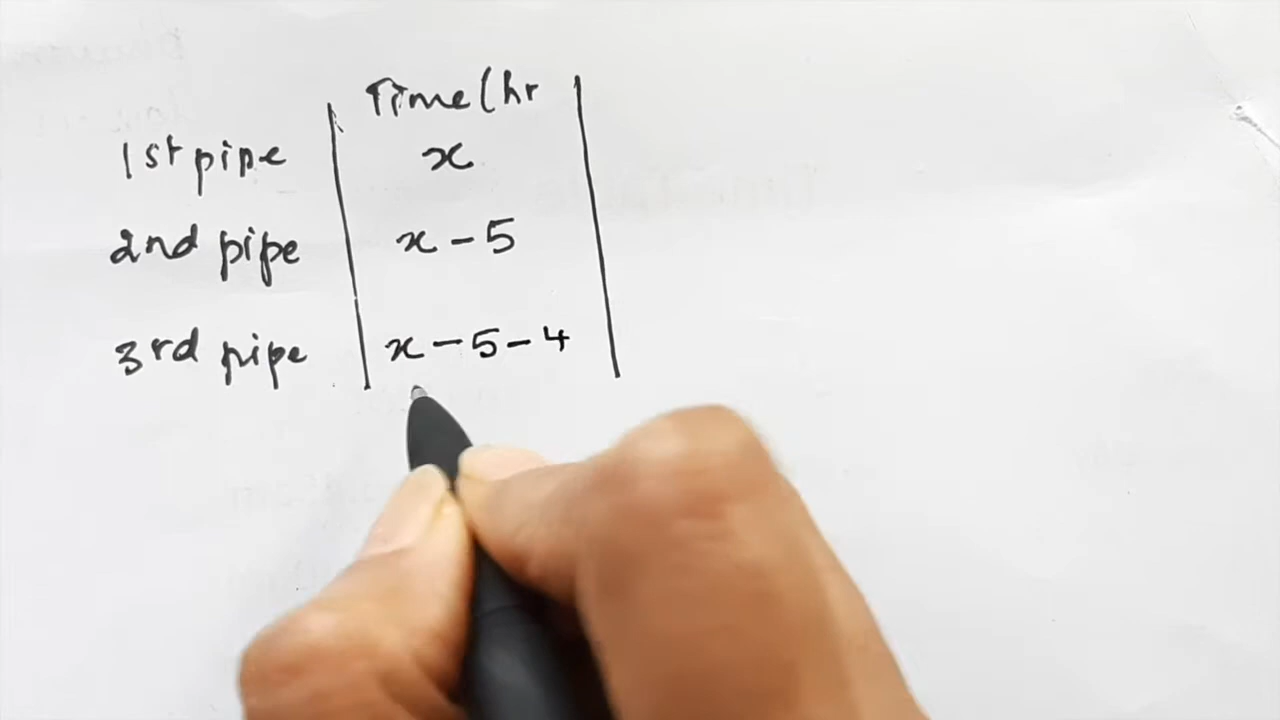 Time (hr
1st pipe x
2nd pipe x - 5
3rd pipe x - 5 - 4